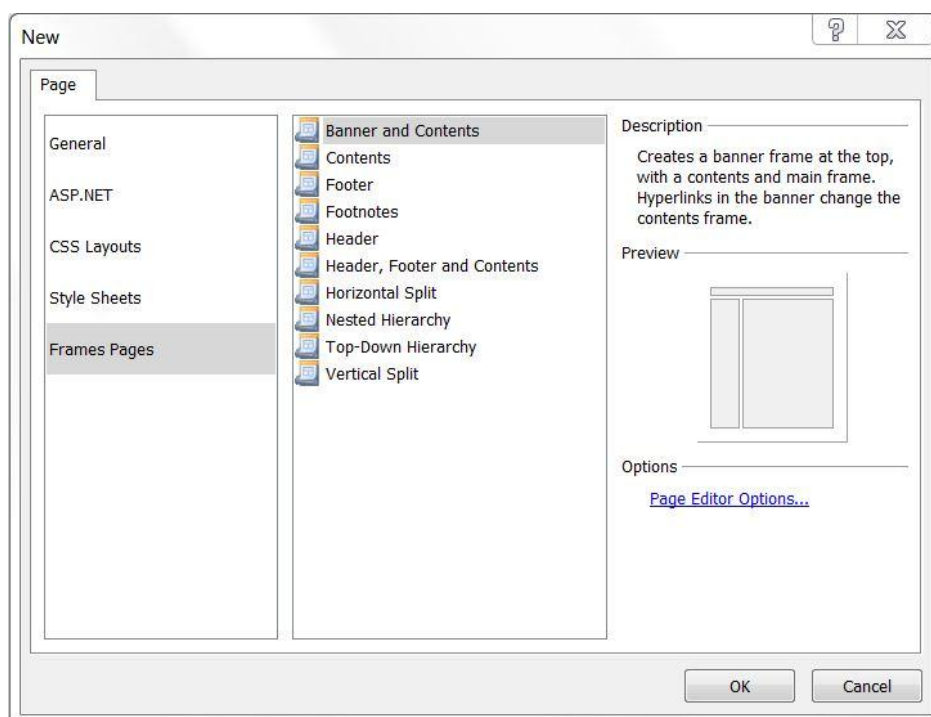 New
Page
General
ASP.NET
CSS Layouts
Style Sheets
Frames Pages
Banner and Contents
Contents
Footer
Footnotes
Header
Header, Footer and Contents
Horizontal Split
Nested Hierarchy
Top-Down Hierarchy
Vertical Split
Description
Creates a banner frame at the top,
with a contents and main frame.
Hyperlinks in the banner change the
contents frame.
Preview
Options
Page Editor Options...
OK
Cancel